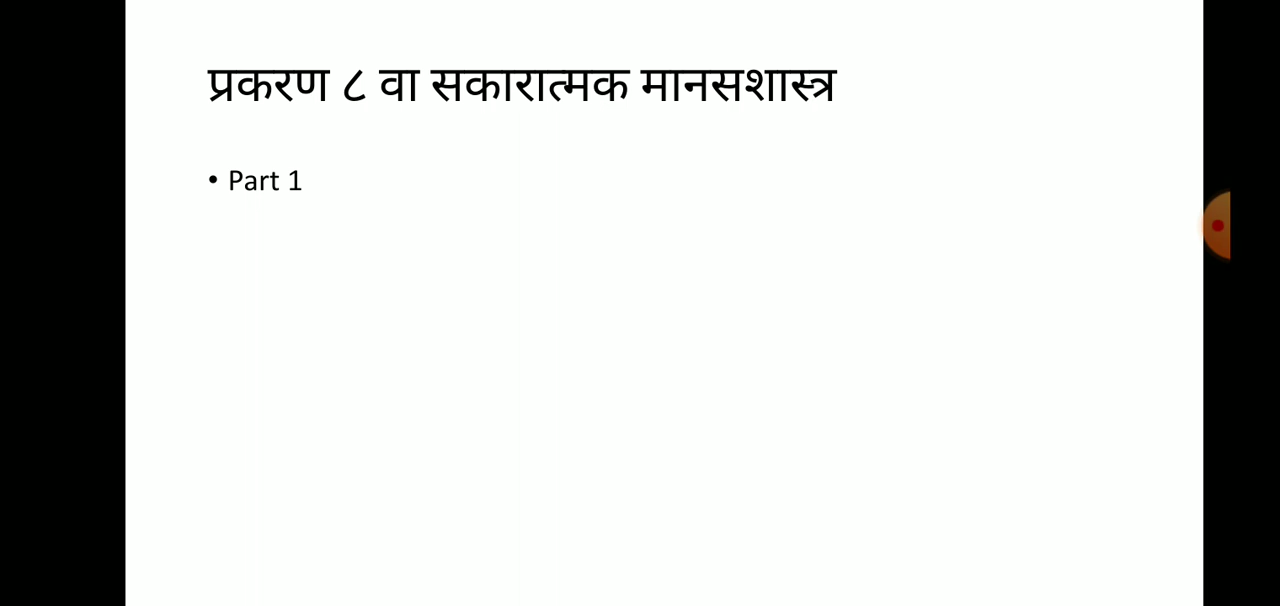 प्रकरण ८ वा सकारात्मक मानसशास्त्र
• Part 1